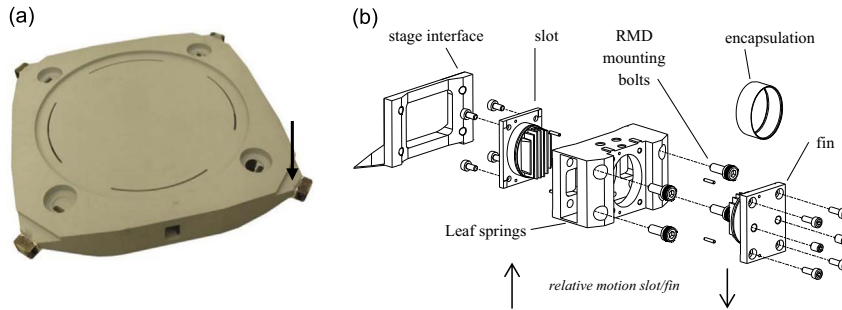 (a)
(b)
stage interface
slot
RMD
mounting
bolts
encapsulation
fin
Leaf springs
relative motion slot/fin